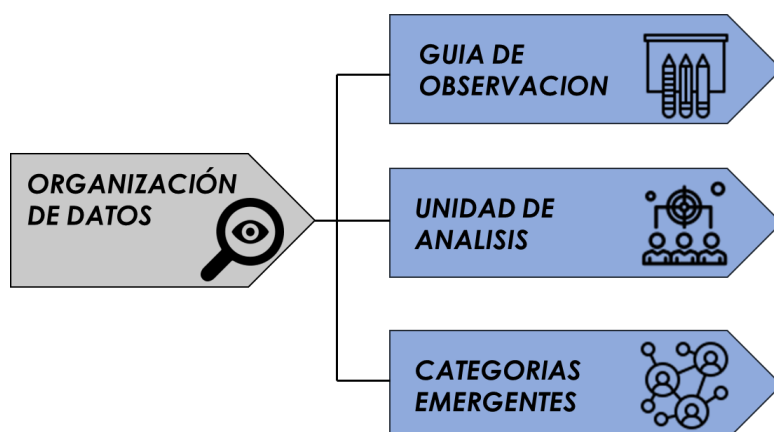 ORGANIZACIÓN
DE DATOS
GUIA DE
OBSERVACION
UNIDAD DE
ANALISIS
CATEGORIAS
EMERGENTES